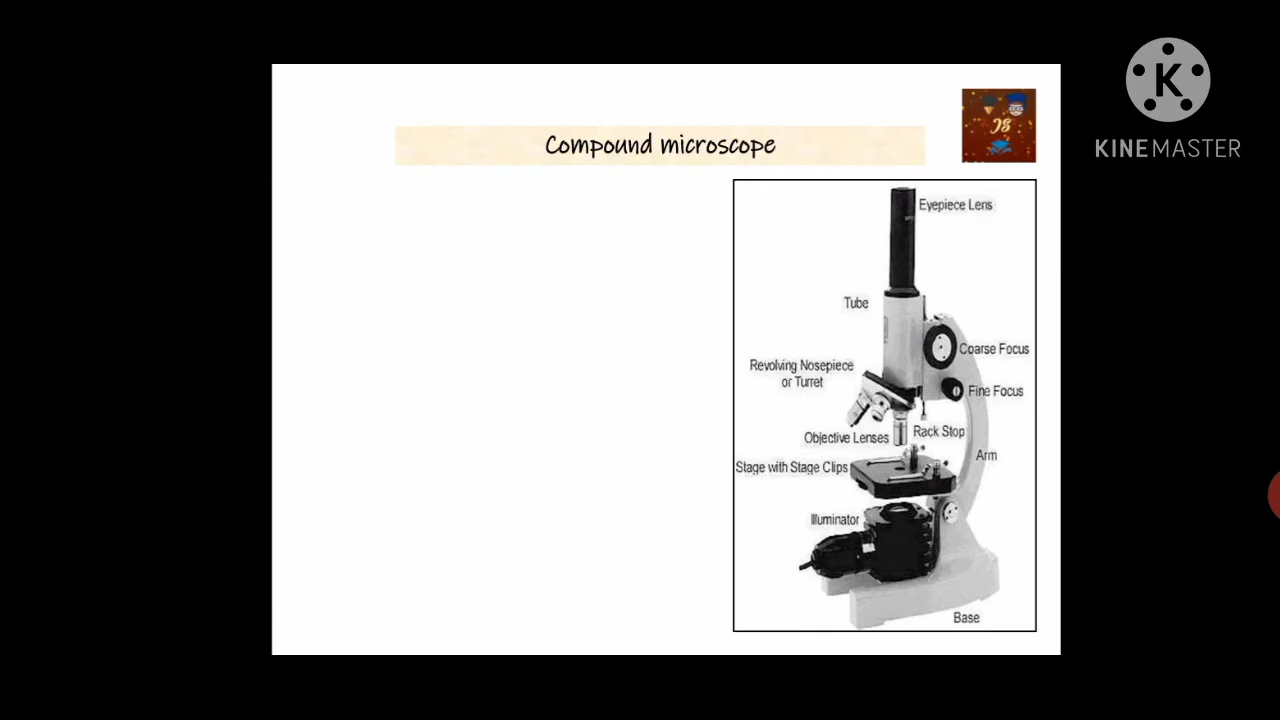 K
KINEMASTER
JS
Compound microscope
Eyepiece Lens
Tube
Coarse Focus
Revolving Nosepiece
or Turret
Fine Focus
Objective Lenses
Rack Stop
Arm
Stage with Stage Clips
Illuminator
Base